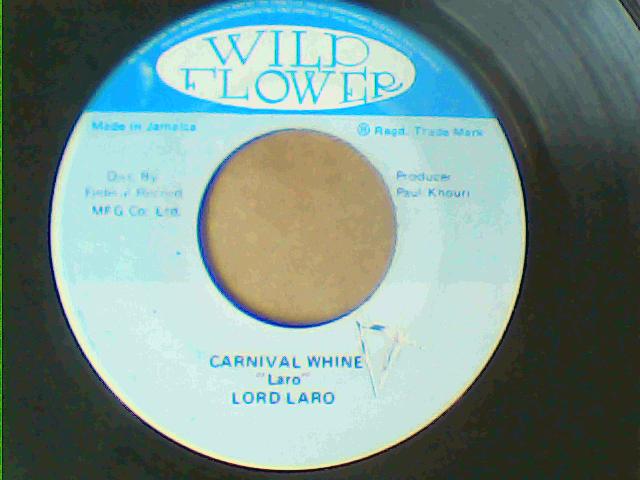 WILD
FLOWER
Made in Jamaica
® Regd. Trade Mark
Dist. By
Federal Record
MFG Co. Ltd.
Producer
Paul Khouri
CARNIVAL WHINE
"Laro"
LORD LARO